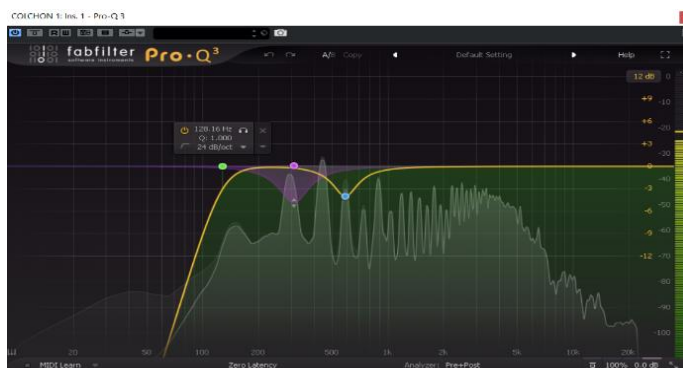 COLCHON 1: Ins. 1 - Pro-Q 3
fabfilter Pro·Q³
software instruments
A/B Copy Default Setting Help
12 dB 0
+9 -10
+6 -20
+3 -30
0 -40
-3 -50
-6 -60
-9 -70
-12 -80
-90
-100
128.16 Hz
Q: 1.000
24 dB/oct
20 50 100 200 500 1k 2k 5k 10k 20k
MIDI Learn Zero Latency Analyzer: Pre+Post 100% 0.0 dB